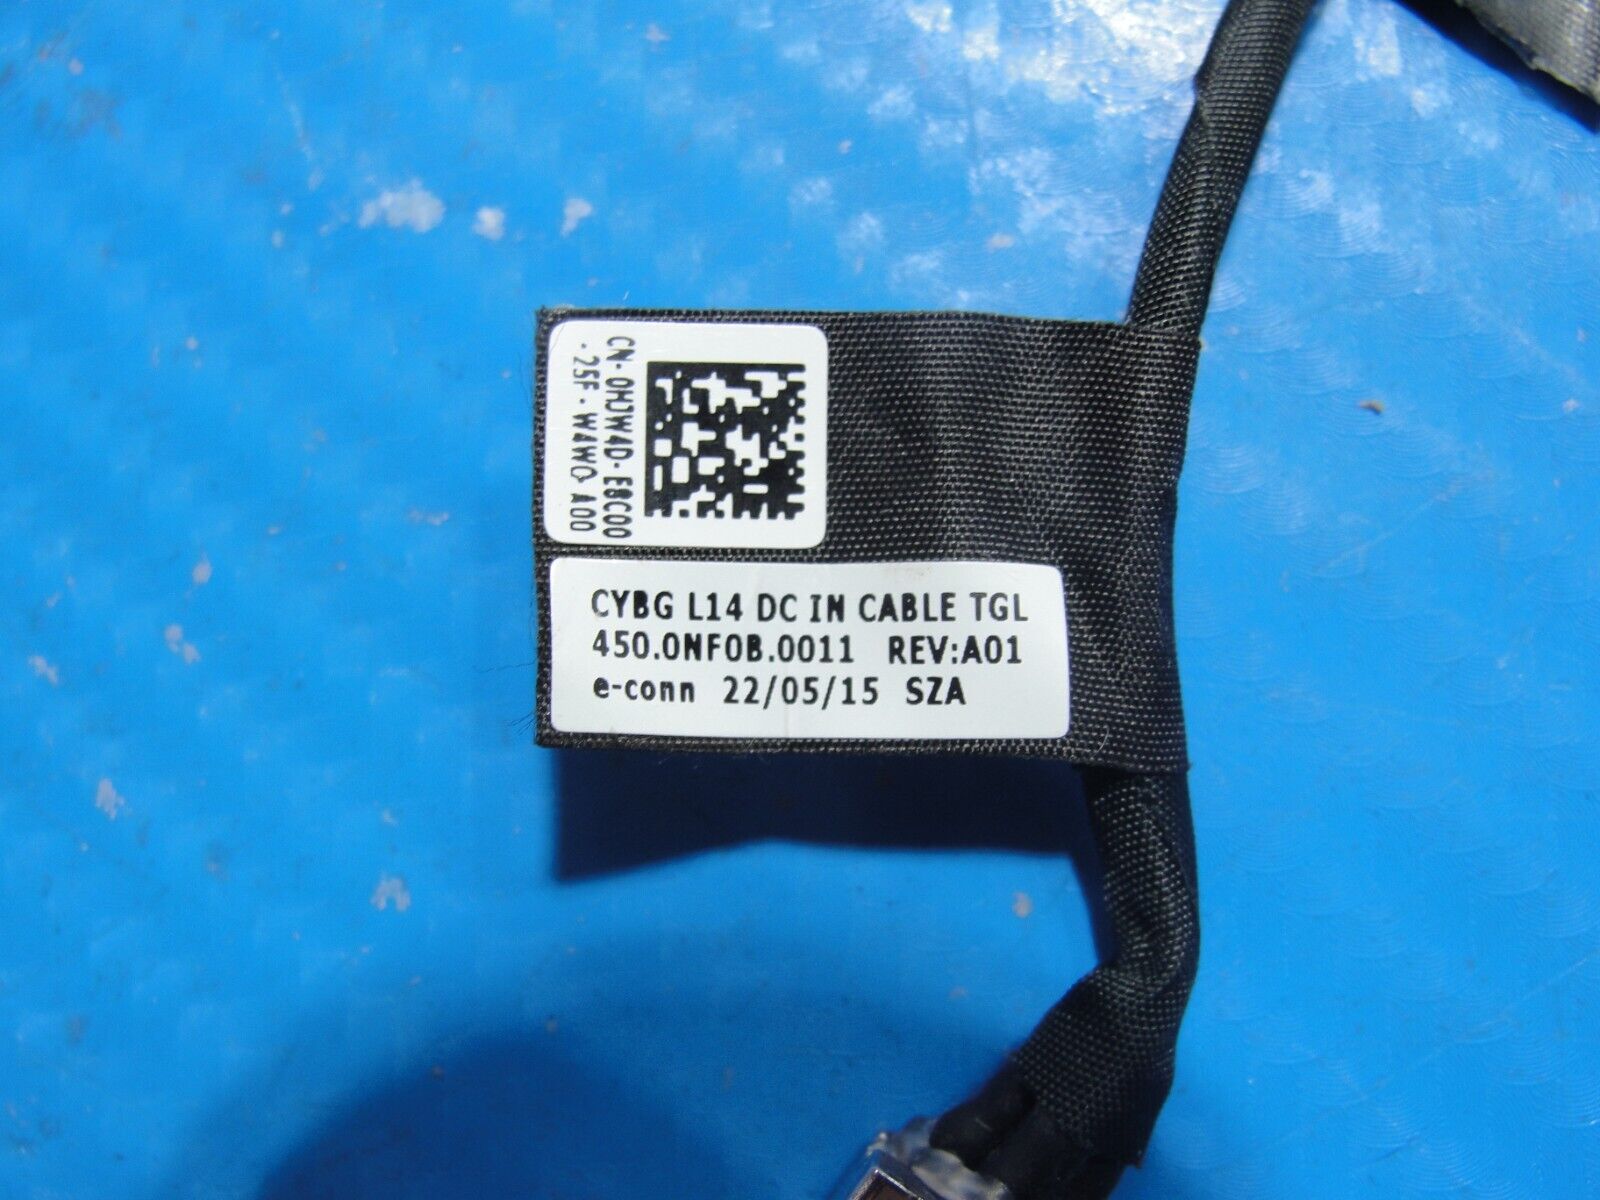 CN-0HJW4D-E8C00
-25F-W4W0 A00
CYBG L14 DC IN CABLE TGL
450.0NF0B.0011 REV:A01
e-conn 22/05/15 SZA